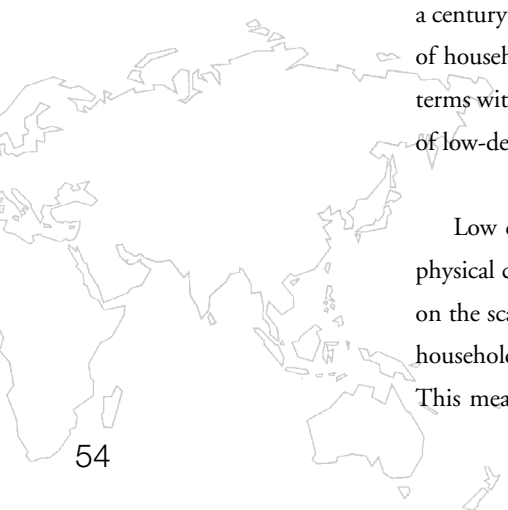 a century
of househ
terms wit
of low-de
Low
physical
on the sca
househol
This mea
54